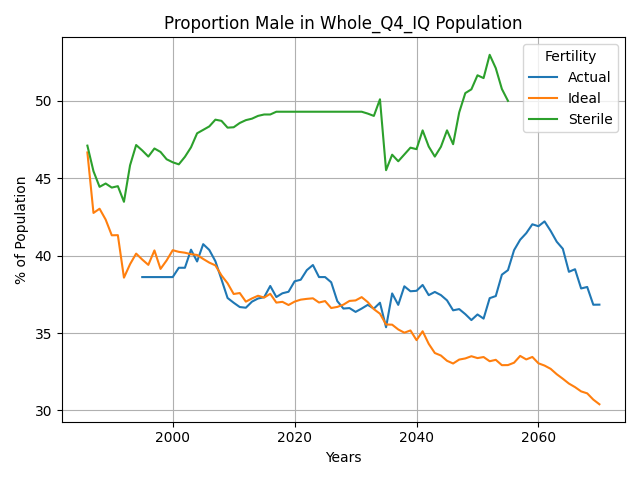 Proportion Male in Whole_Q4_IQ Population
% of Population
50
45
40
35
30
2000
2020
2040
2060
Years
Fertility
Actual
Ideal
Sterile